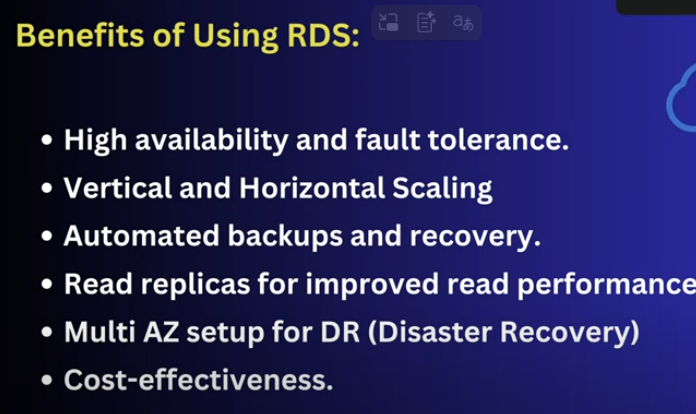 Benefits of Using RDS:
• High availability and fault tolerance.
• Vertical and Horizontal Scaling
• Automated backups and recovery.
• Read replicas for improved read performance
• Multi AZ setup for DR (Disaster Recovery)
• Cost-effectiveness.